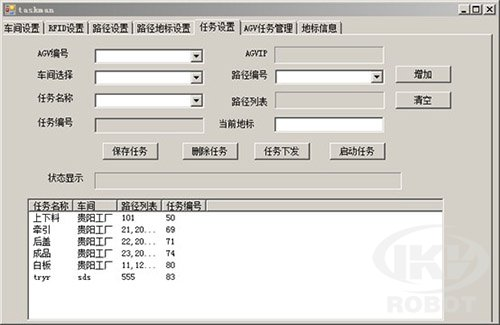 taskman
车间设置 RFID设置 路径设置 路径地标设置 任务设置 AGV任务管理 地标信息
AGV编号 AGVIP
车间选择 路径编号 增加
任务名称 路径列表 清空
任务编号 当前地标
保存任务 删除任务 任务下发 启动任务
状态显示
任务名称 车间 路径列表 任务编号
上下料 贵阳工厂 101 50
牵引 贵阳工厂 21,20... 69
后盖 贵阳工厂 22,20... 71
成品 贵阳工厂 23,20... 74
白板 贵阳工厂 11,12... 80
tryr sds 555 83
ROBOT